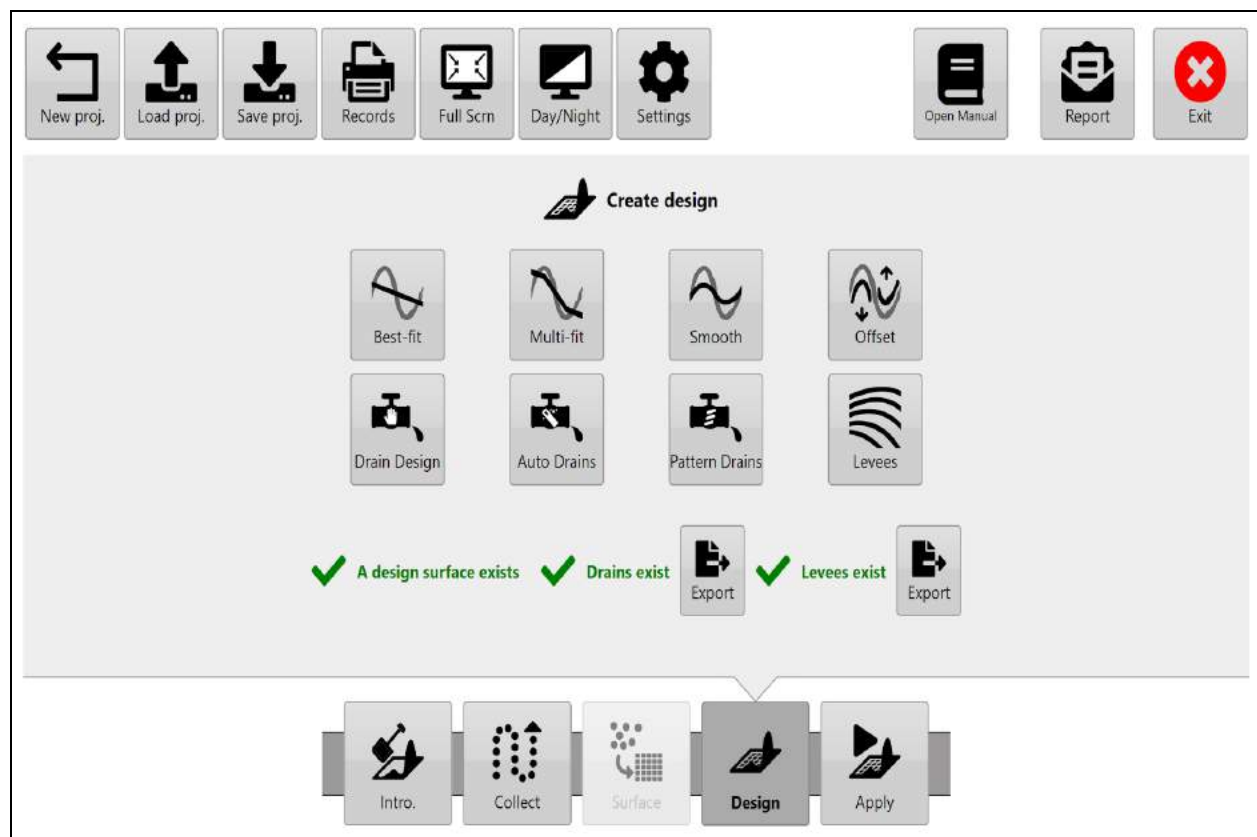 New proj.
Load proj.
Save proj.
Records
Full Scrn
Day/Night
Settings
Open Manual
Report
Exit
Create design
Best-fit
Multi-fit
Smooth
Offset
Drain Design
Auto Drains
Pattern Drains
Levees
A design surface exists
Drains exist
Export
Levees exist
Export
Intro.
Collect
Surface
Design
Apply